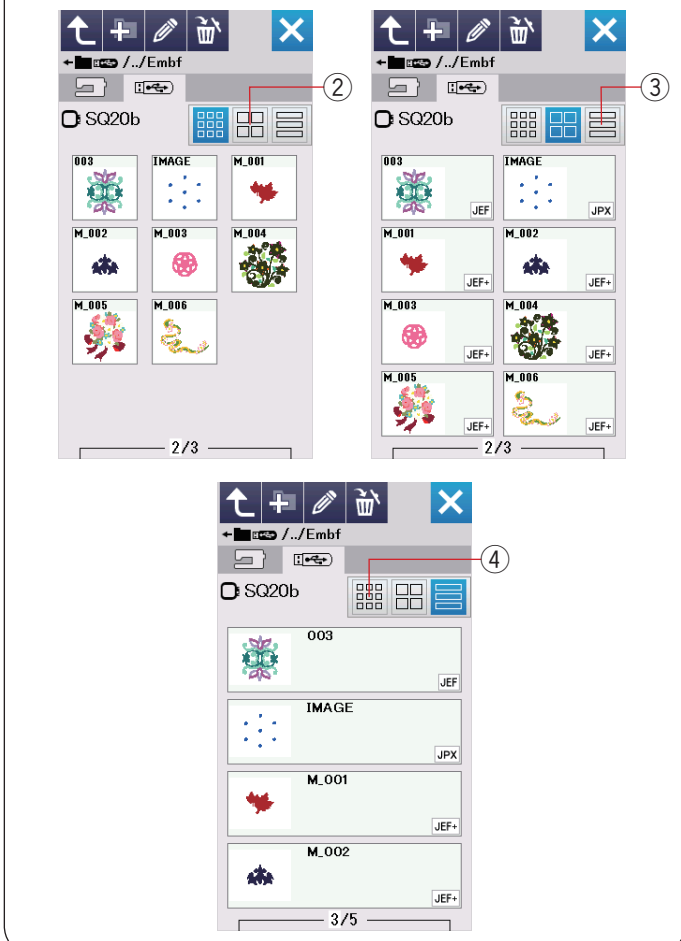 /../Embf
②
SQ20b
003 IMAGE M_001
M_002 M_003 M_004
M_005 M_006
2/3
/../Embf
③
SQ20b
003 IMAGE
JEF JPX
M_001 M_002
JEF+ JEF+
M_003 M_004
JEF+ JEF+
M_005 M_006
JEF+ JEF+
2/3
/../Embf
④
SQ20b
003
JEF
IMAGE
JPX
M_001
JEF+
M_002
JEF+
3/5